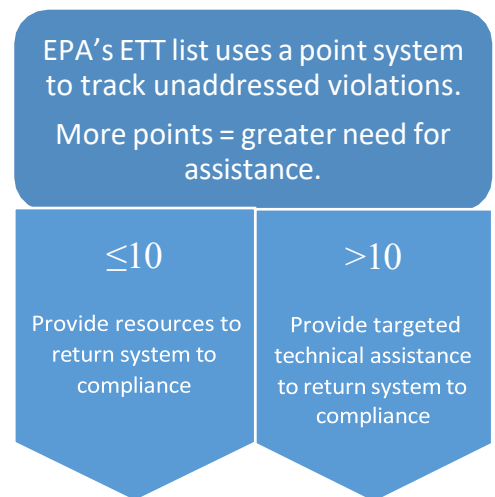 EPA’s ETT list uses a point system
to track unaddressed violations.
More points = greater need for
assistance.
≤10
Provide resources to
return system to
compliance
>10
Provide targeted
technical assistance
to return system to
compliance